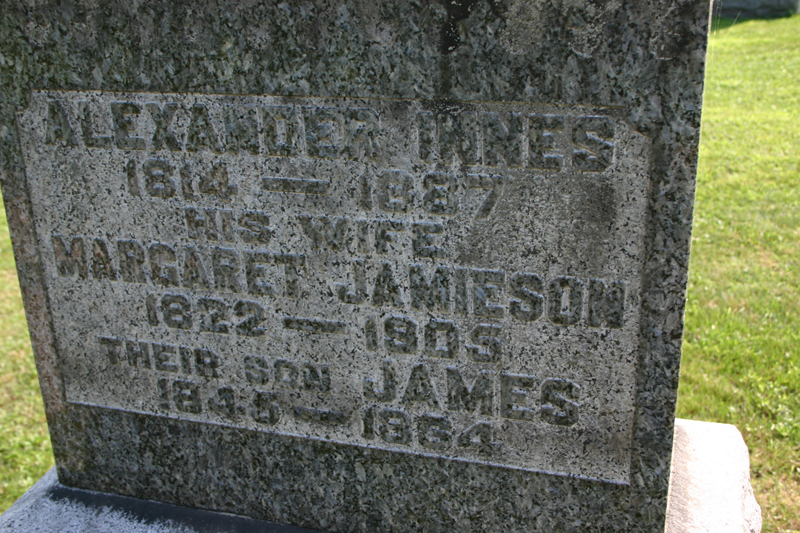 ALEXANDER INNES
1814 — 1887
HIS WIFE
MARGARET JAMIESON
1822 — 1905
THEIR SON JAMES
1845 — 1864